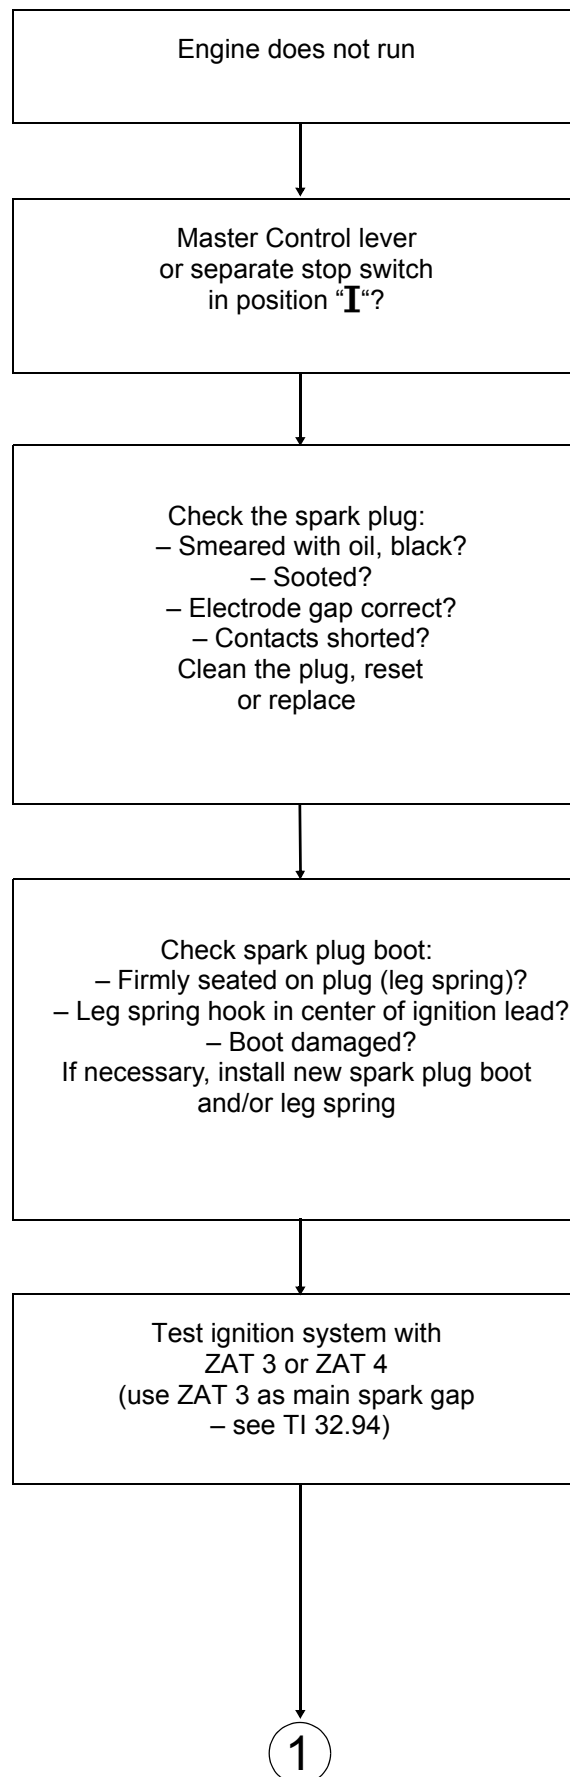 Engine does not run
Master Control lever
or separate stop switch
in position “I“?
Check the spark plug:
– Smeared with oil, black?
– Sooted?
– Electrode gap correct?
– Contacts shorted?
Clean the plug, reset
or replace
Check spark plug boot:
– Firmly seated on plug (leg spring)?
– Leg spring hook in center of ignition lead?
– Boot damaged?
If necessary, install new spark plug boot
and/or leg spring
Test ignition system with
ZAT 3 or ZAT 4
(use ZAT 3 as main spark gap
– see TI 32.94)
1